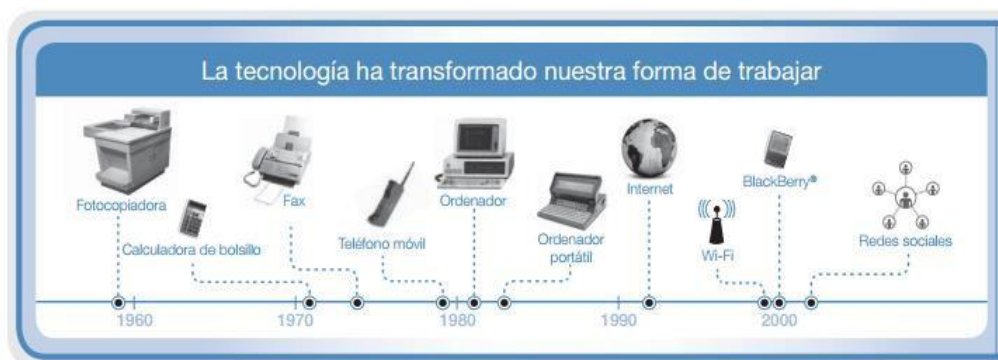 La tecnología ha transformado nuestra forma de trabajar
Fotocopiadora
Calculadora de bolsillo
Fax
Teléfono móvil
Ordenador
Ordenador
portátil
Internet
Wi-Fi
BlackBerry®
Redes sociales
1960
1970
1980
1990
2000